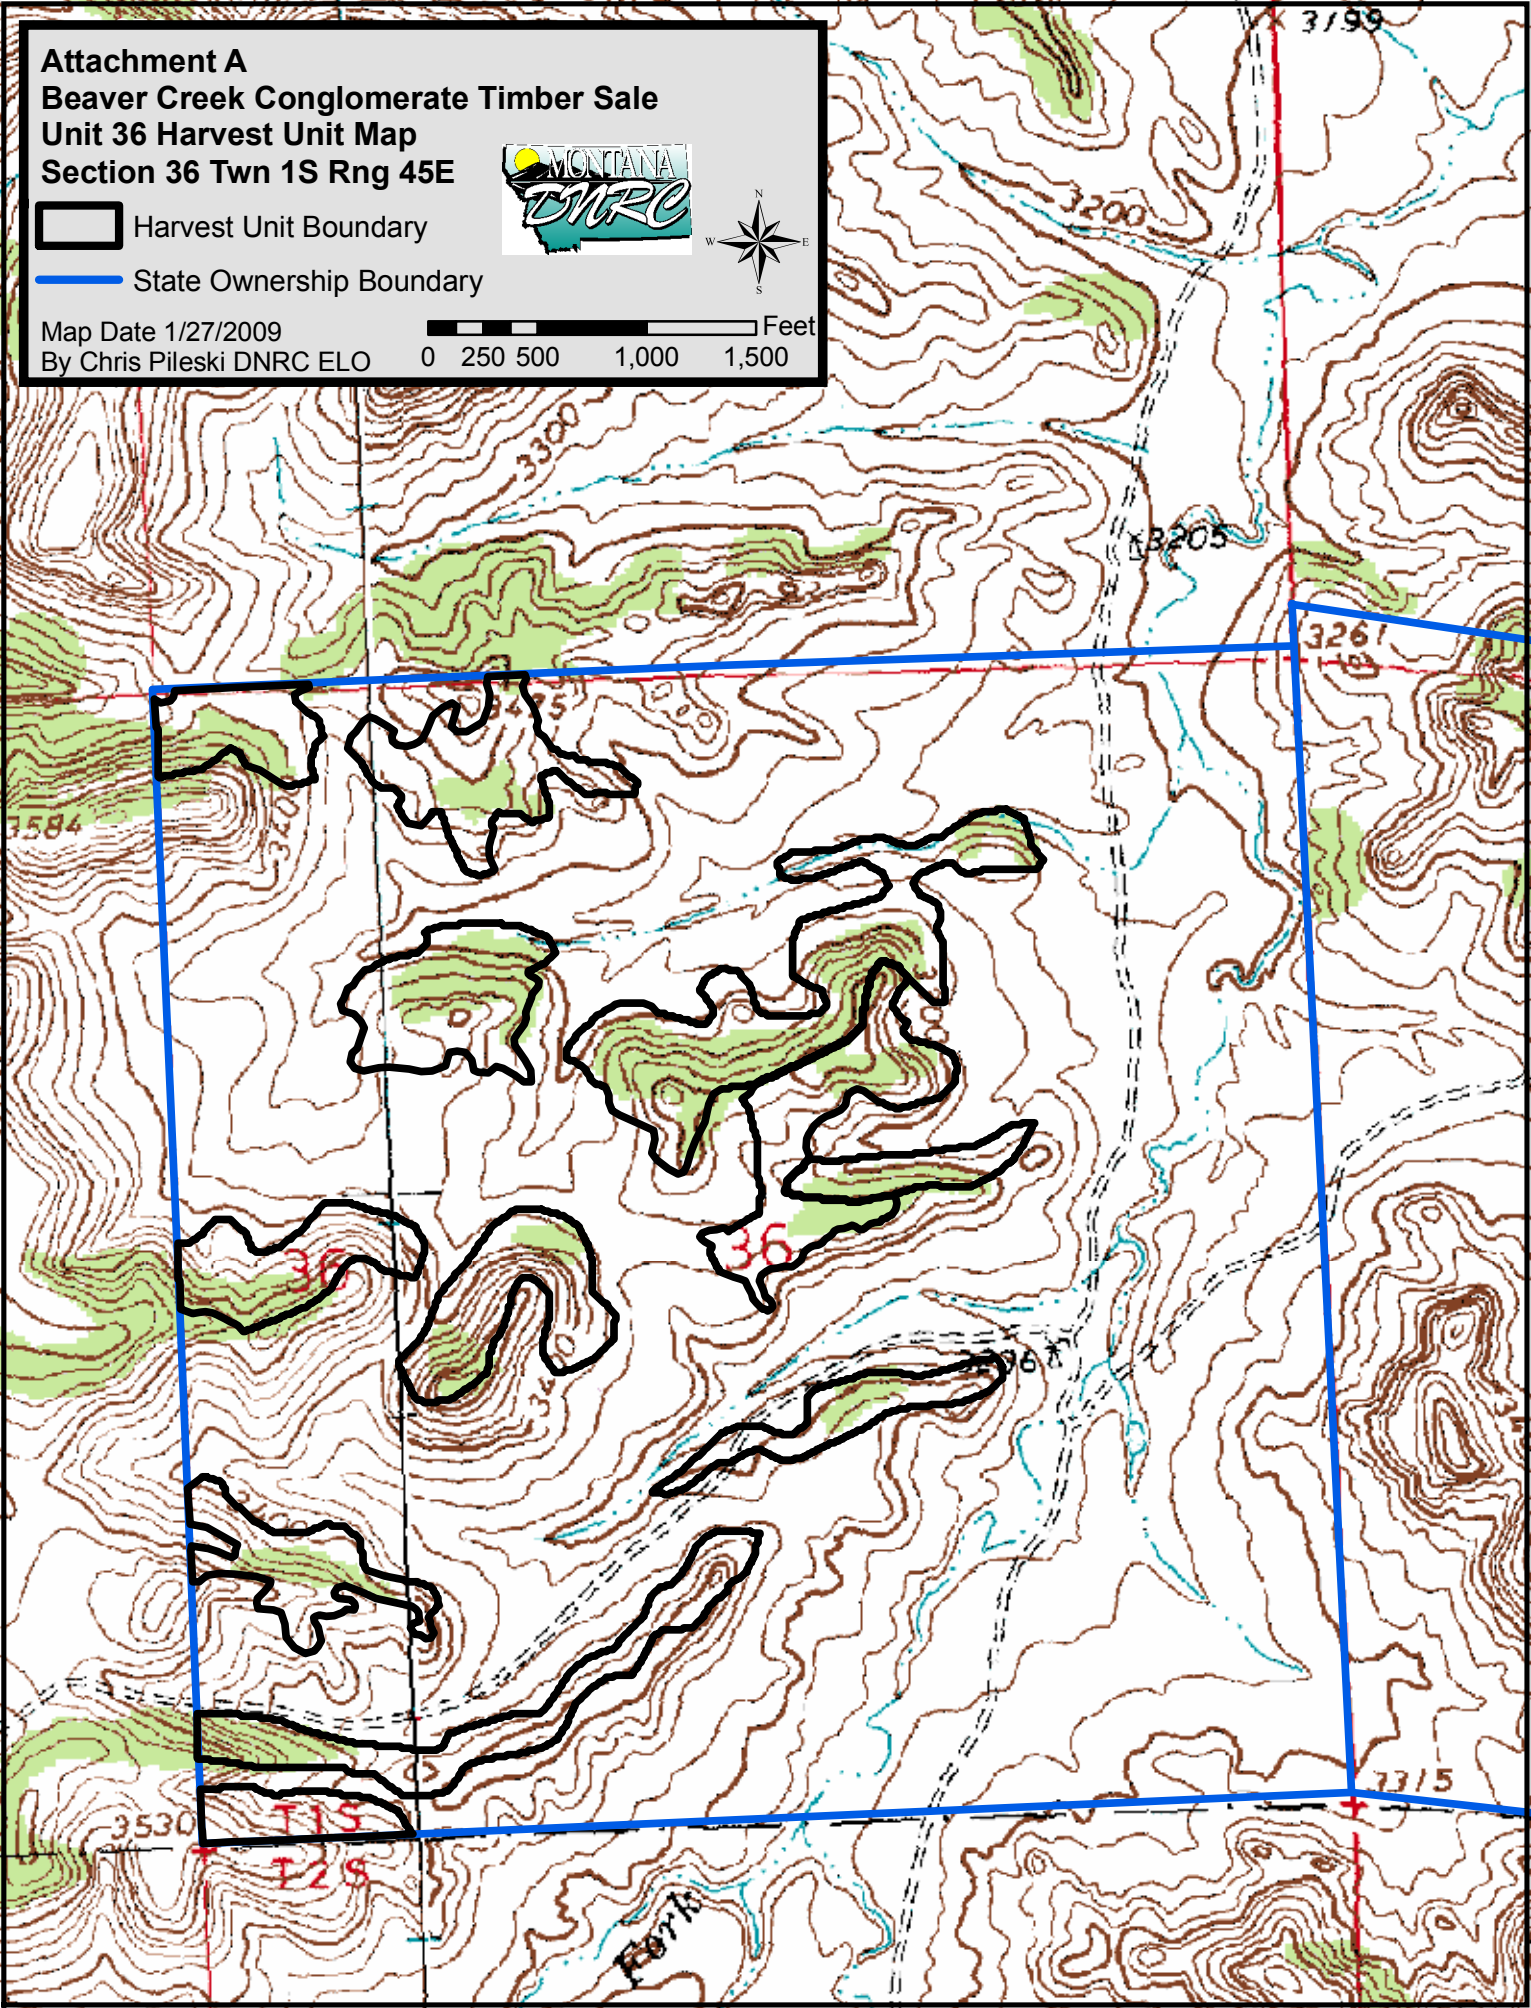 3199
Attachment A
Beaver Creek Conglomerate Timber Sale
Unit 36 Harvest Unit Map
Section 36 Twn 1S Rng 45E
MONTANA
DNRC
N
W E
S
Harvest Unit Boundary
State Ownership Boundary
Map Date 1/27/2009
By Chris Pileski DNRC ELO
Feet
0 250 500 1,000 1,500
3200
3300
3205
3261
36
36
3315
3530
T1S
T2S
Fork